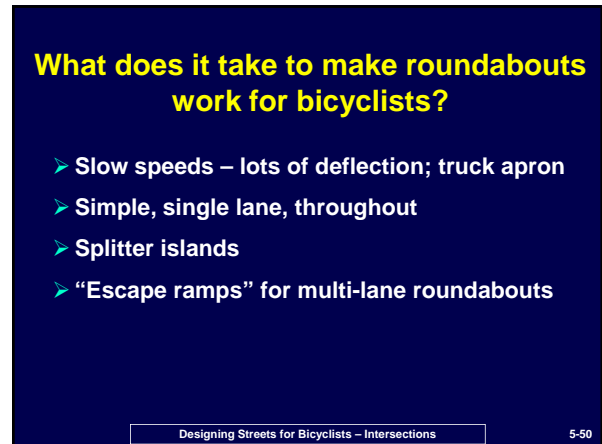 What does it take to make roundabouts
work for bicyclists?
➢ Slow speeds – lots of deflection; truck apron
➢ Simple, single lane, throughout
➢ Splitter islands
➢ “Escape ramps” for multi-lane roundabouts
Designing Streets for Bicyclists – Intersections
5-50